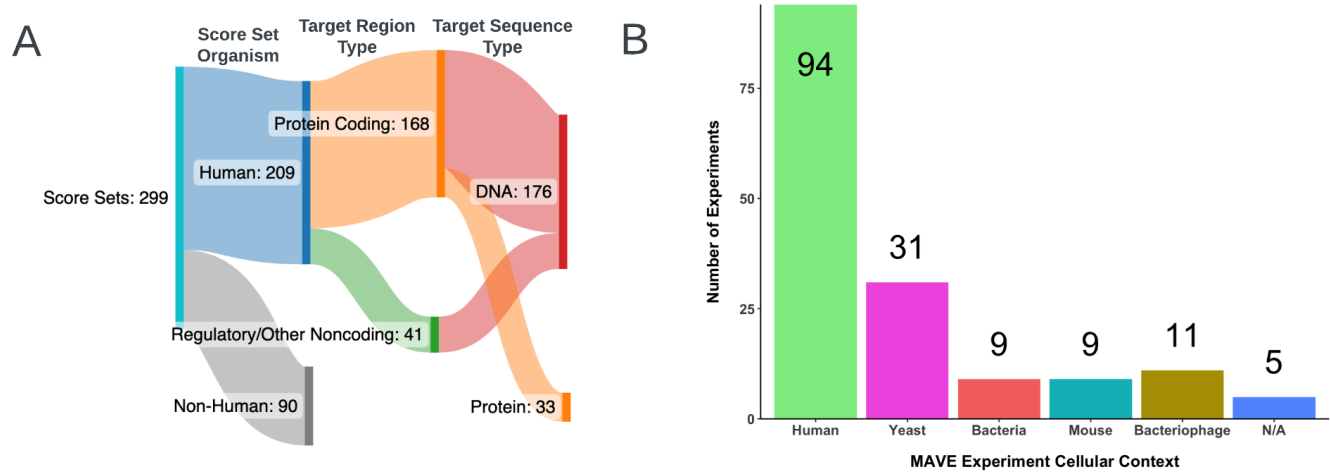 A
Score Set
Organism
Target Region
Type
Target Sequence
Type
Protein Coding: 168
Human: 209
DNA: 176
Score Sets: 299
Regulatory/Other Noncoding: 41
Non-Human: 90
Protein: 33
B
Number of Experiments
75
50
25
0
94
31
9
9
11
5
Human
Yeast
Bacteria
Mouse
Bacteriophage
N/A
MAVE Experiment Cellular Context